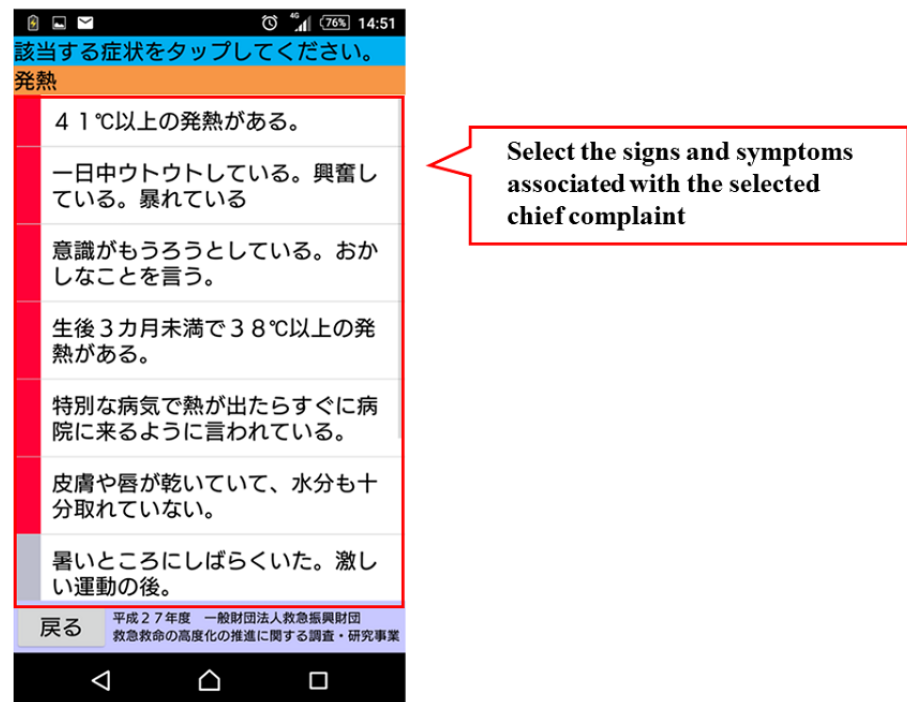 4G 76% 14:51
該当する症状をタップしてください。
発熱
41℃以上の発熱がある。
一日中ウトウトしている。興奮し
ている。暴れている
意識がもうろうとしている。おか
しなことを言う。
生後3カ月未満で38℃以上の発
熱がある。
特別な病気で熱が出たらすぐに病
院に来るように言われている。
皮膚や唇が乾いていて、水分も十
分取れていない。
暑いところにしばらくいた。激し
い運動の後。
戻る
平成27年度 一般財団法人救急振興財団
救急救命の高度化の推進に関する調査・研究事業
Select the signs and symptoms
associated with the selected
chief complaint